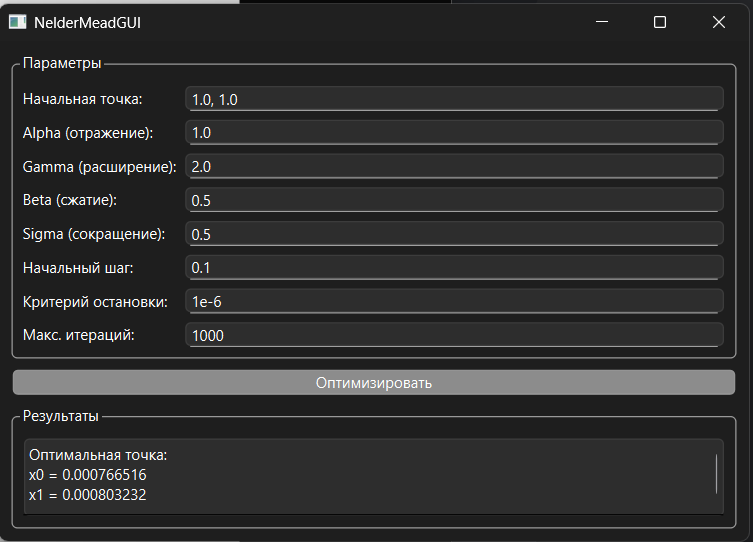 NelderMeadGUI
Параметры
Начальная точка: 1.0, 1.0
Alpha (отражение): 1.0
Gamma (расширение): 2.0
Beta (сжатие): 0.5
Sigma (сокращение): 0.5
Начальный шаг: 0.1
Критерий остановки: 1e-6
Макс. итераций: 1000
Оптимизировать
Результаты
Оптимальная точка:
x0 = 0.000766516
x1 = 0.000803232